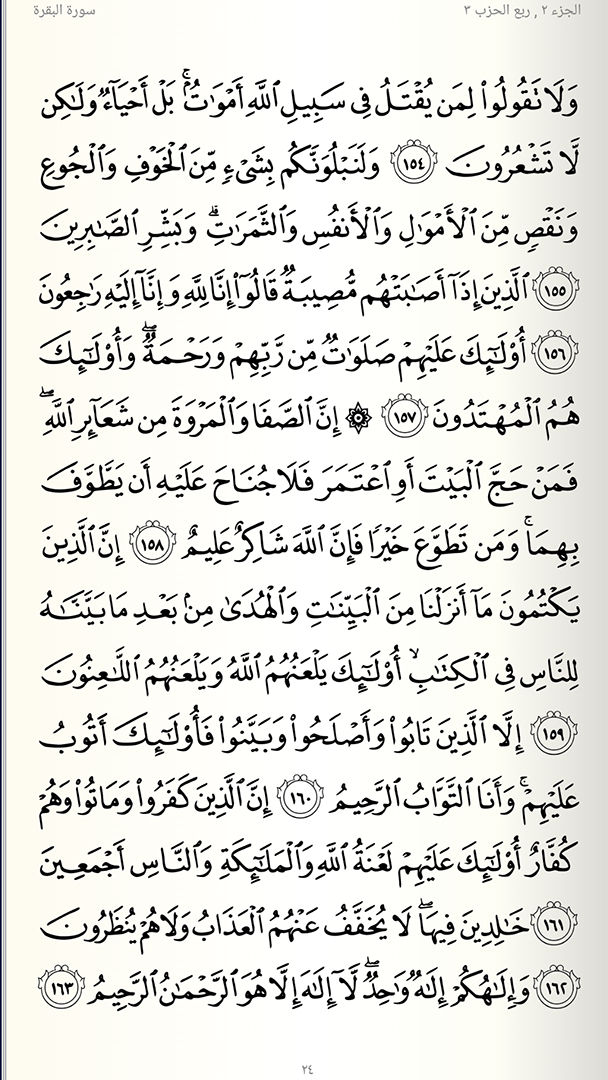 الجزء ٢ , ربع الحزب ٣
سورة البقرة
وَلَا تَقُولُوا۟ لِمَن يُقْتَلُ فِى سَبِيلِ ٱللَّهِ أَمْوَٰتٌۢ ۚ بَلْ أَحْيَآءٌ وَلَٰكِن
لَّا تَشْعُرُونَ ١٥٤ وَلَنَبْلُوَنَّكُم بِشَىْءٍ مِّنَ ٱلْخَوْفِ وَٱلْجُوعِ
وَنَقْصٍ مِّنَ ٱلْأَمْوَٰلِ وَٱلْأَنفُسِ وَٱلثَّمَرَٰتِ ۗ وَبَشِّرِ ٱلصَّٰبِرِينَ
١٥٥ ٱلَّذِينَ إِذَآ أَصَٰبَتْهُم مُّصِيبَةٌ قَالُوٓا۟ إِنَّا لِلَّهِ وَإِنَّآ إِلَيْهِ رَٰجِعُونَ
١٥٦ أُو۟لَٰٓئِكَ عَلَيْهِمْ صَلَوَٰتٌ مِّن رَّبِّهِمْ وَرَحْمَةٌ ۖ وَأُو۟لَٰٓئِكَ
هُمُ ٱلْمُهْتَدُونَ ١٥٧ ۞ إِنَّ ٱلصَّفَا وَٱلْمَرْوَةَ مِن شَعَآئِرِ ٱللَّهِ ۖ
فَمَنْ حَجَّ ٱلْبَيْتَ أَوِ ٱعْتَمَرَ فَلَا جُنَاحَ عَلَيْهِ أَن يَطَّوَّفَ
بِهِمَا ۚ وَمَن تَطَوَّعَ خَيْرًا فَإِنَّ ٱللَّهَ شَاكِرٌ عَلِيمٌ ١٥٨ إِنَّ ٱلَّذِينَ
يَكْتُمُونَ مَآ أَنزَلْنَا مِنَ ٱلْبَيِّنَٰتِ وَٱلْهُدَىٰ مِنۢ بَعْدِ مَا بَيَّنَّٰهُ
لِلنَّاسِ فِى ٱلْكِتَٰبِ ۙ أُو۟لَٰٓئِكَ يَلْعَنُهُمُ ٱللَّهُ وَيَلْعَنُهُمُ ٱللَّٰعِنُونَ
١٥٩ إِلَّا ٱلَّذِينَ تَابُوا۟ وَأَصْلَحُوا۟ وَبَيَّنُوا۟ فَأُو۟لَٰٓئِكَ أَتُوبُ
عَلَيْهِمْ ۚ وَأَنَا ٱلتَّوَّابُ ٱلرَّحِيمُ ١٦٠ إِنَّ ٱلَّذِينَ كَفَرُوا۟ وَمَاتُوا۟ وَهُمْ
كُفَّارٌ أُو۟لَٰٓئِكَ عَلَيْهِمْ لَعْنَةُ ٱللَّهِ وَٱلْمَلَٰٓئِكَةِ وَٱلنَّاسِ أَجْمَعِينَ
١٦١ خَٰلِدِينَ فِيهَا ۖ لَا يُخَفَّفُ عَنْهُمُ ٱلْعَذَابُ وَلَا هُمْ يُنظَرُونَ
١٦٢ وَإِلَٰهُكُمْ إِلَٰهٌ وَٰحِدٌ ۖ لَّآ إِلَٰهَ إِلَّا هُوَ ٱلرَّحْمَٰنُ ٱلرَّحِيمُ ١٦٣
٢٤